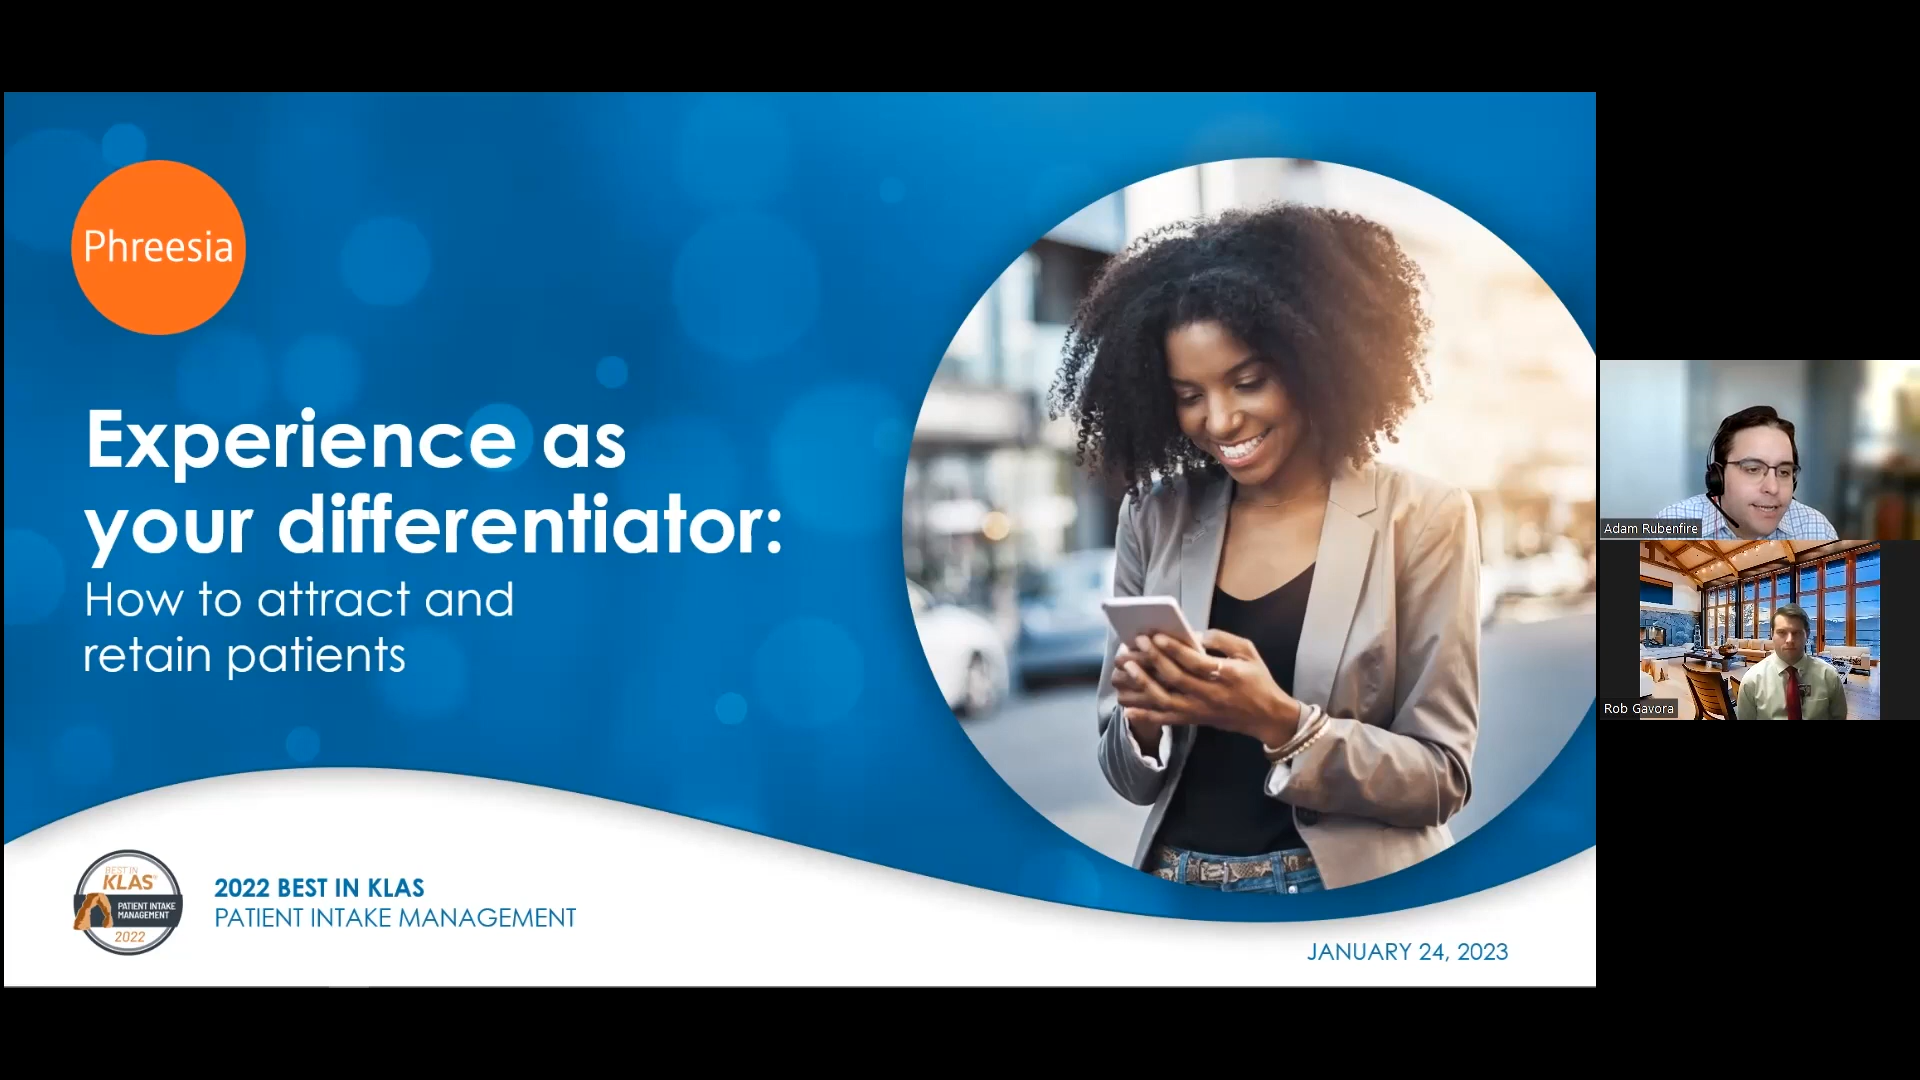 Phreesia
Experience as
your differentiator:
How to attract and
retain patients
BEST IN
KLAS
PATIENT INTAKE
MANAGEMENT
2022
2022 BEST IN KLAS
PATIENT INTAKE MANAGEMENT
JANUARY 24, 2023
Adam Rubenfire
Rob Gavora